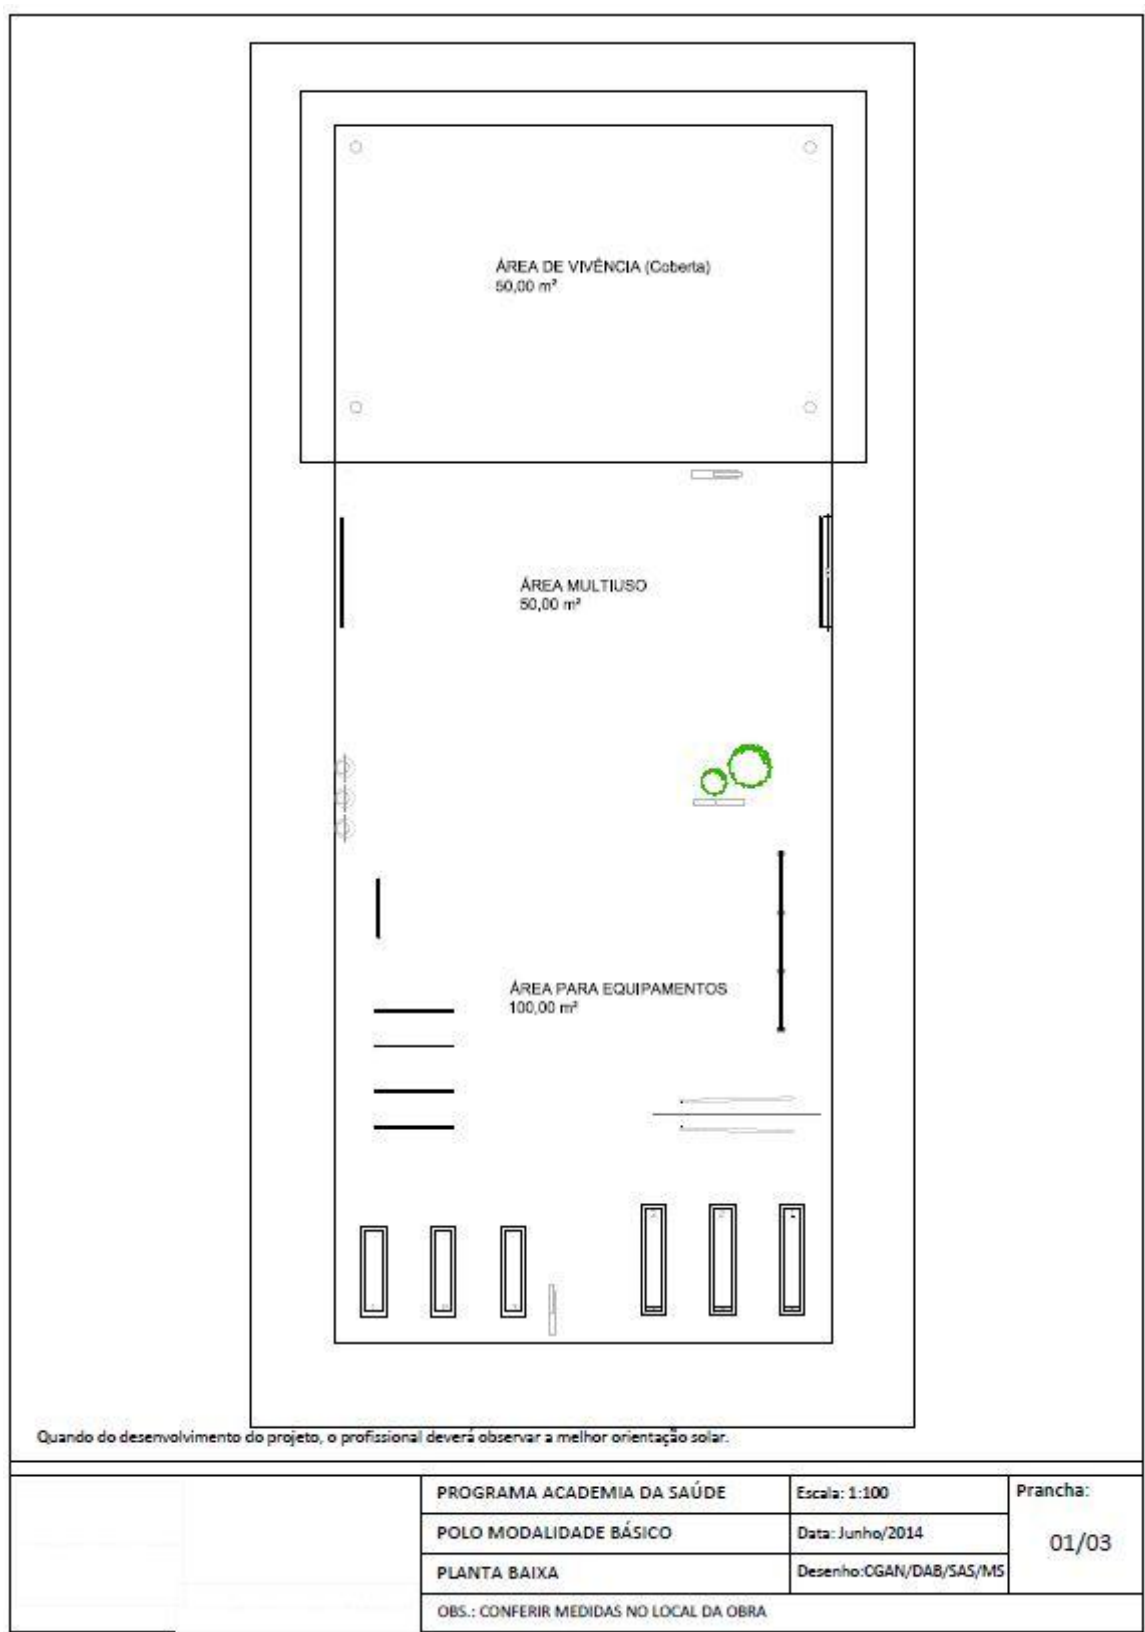 ÁREA DE VIVÊNCIA (Coberta)
50,00 m²
ÁREA MULTIUSO
50,00 m²
ÁREA PARA EQUIPAMENTOS
100,00 m²
Quando do desenvolvimento do projeto, o profissional deverá observar a melhor orientação solar.
PROGRAMA ACADEMIA DA SAÚDE
Escala: 1:100
Prancha:
POLO MODALIDADE BÁSICO
Data: Junho/2014
01/03
PLANTA BAIXA
Desenho:CGAN/DAB/SAS/MS
OBS.: CONFERIR MEDIDAS NO LOCAL DA OBRA